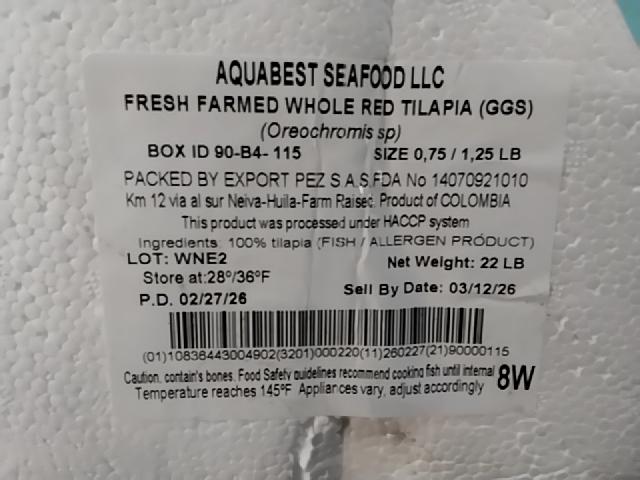 AQUABEST SEAFOOD LLC
FRESH FARMED WHOLE RED TILAPIA (GGS)
(Oreochromis sp)
BOX ID 90-B4- 115 SIZE 0,75 / 1,25 LB
PACKED BY EXPORT PEZ S.A.S.FDA No 14070921010
Km 12 via al sur Neiva-Huila-Farm Raised. Product of COLOMBIA
This product was processed under HACCP system
Ingredients: 100% tilapia (FISH / ALLERGEN PRODUCT)
LOT: WNE2 Net Weight: 22 LB
Store at:28º/36ºF
Sell By Date: 03/12/26
P.D. 02/27/26
(01)10836443004902(3201)000220(11)260227(21)90000115
Caution, contain's bones. Food Safety guidelines recommend cooking fish until internal 8W
Temperature reaches 145ºF Appliances vary, adjust accordingly